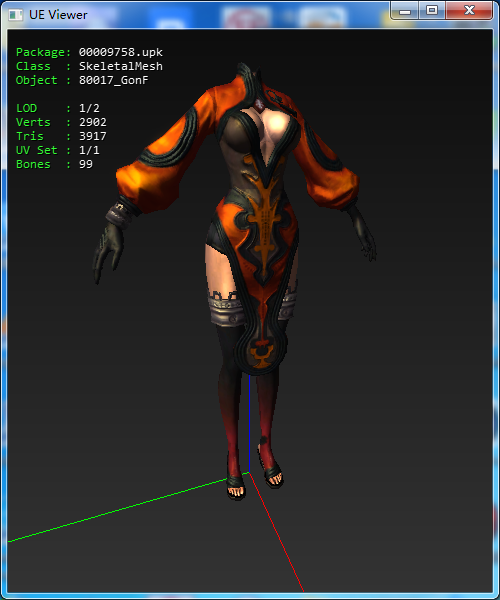 UE Viewer
Package: 00009758.upk
Class : SkeletalMesh
Object : 80017_GonF
LOD : 1/2
Verts : 2902
Tris : 3917
UV Set : 1/1
Bones : 99